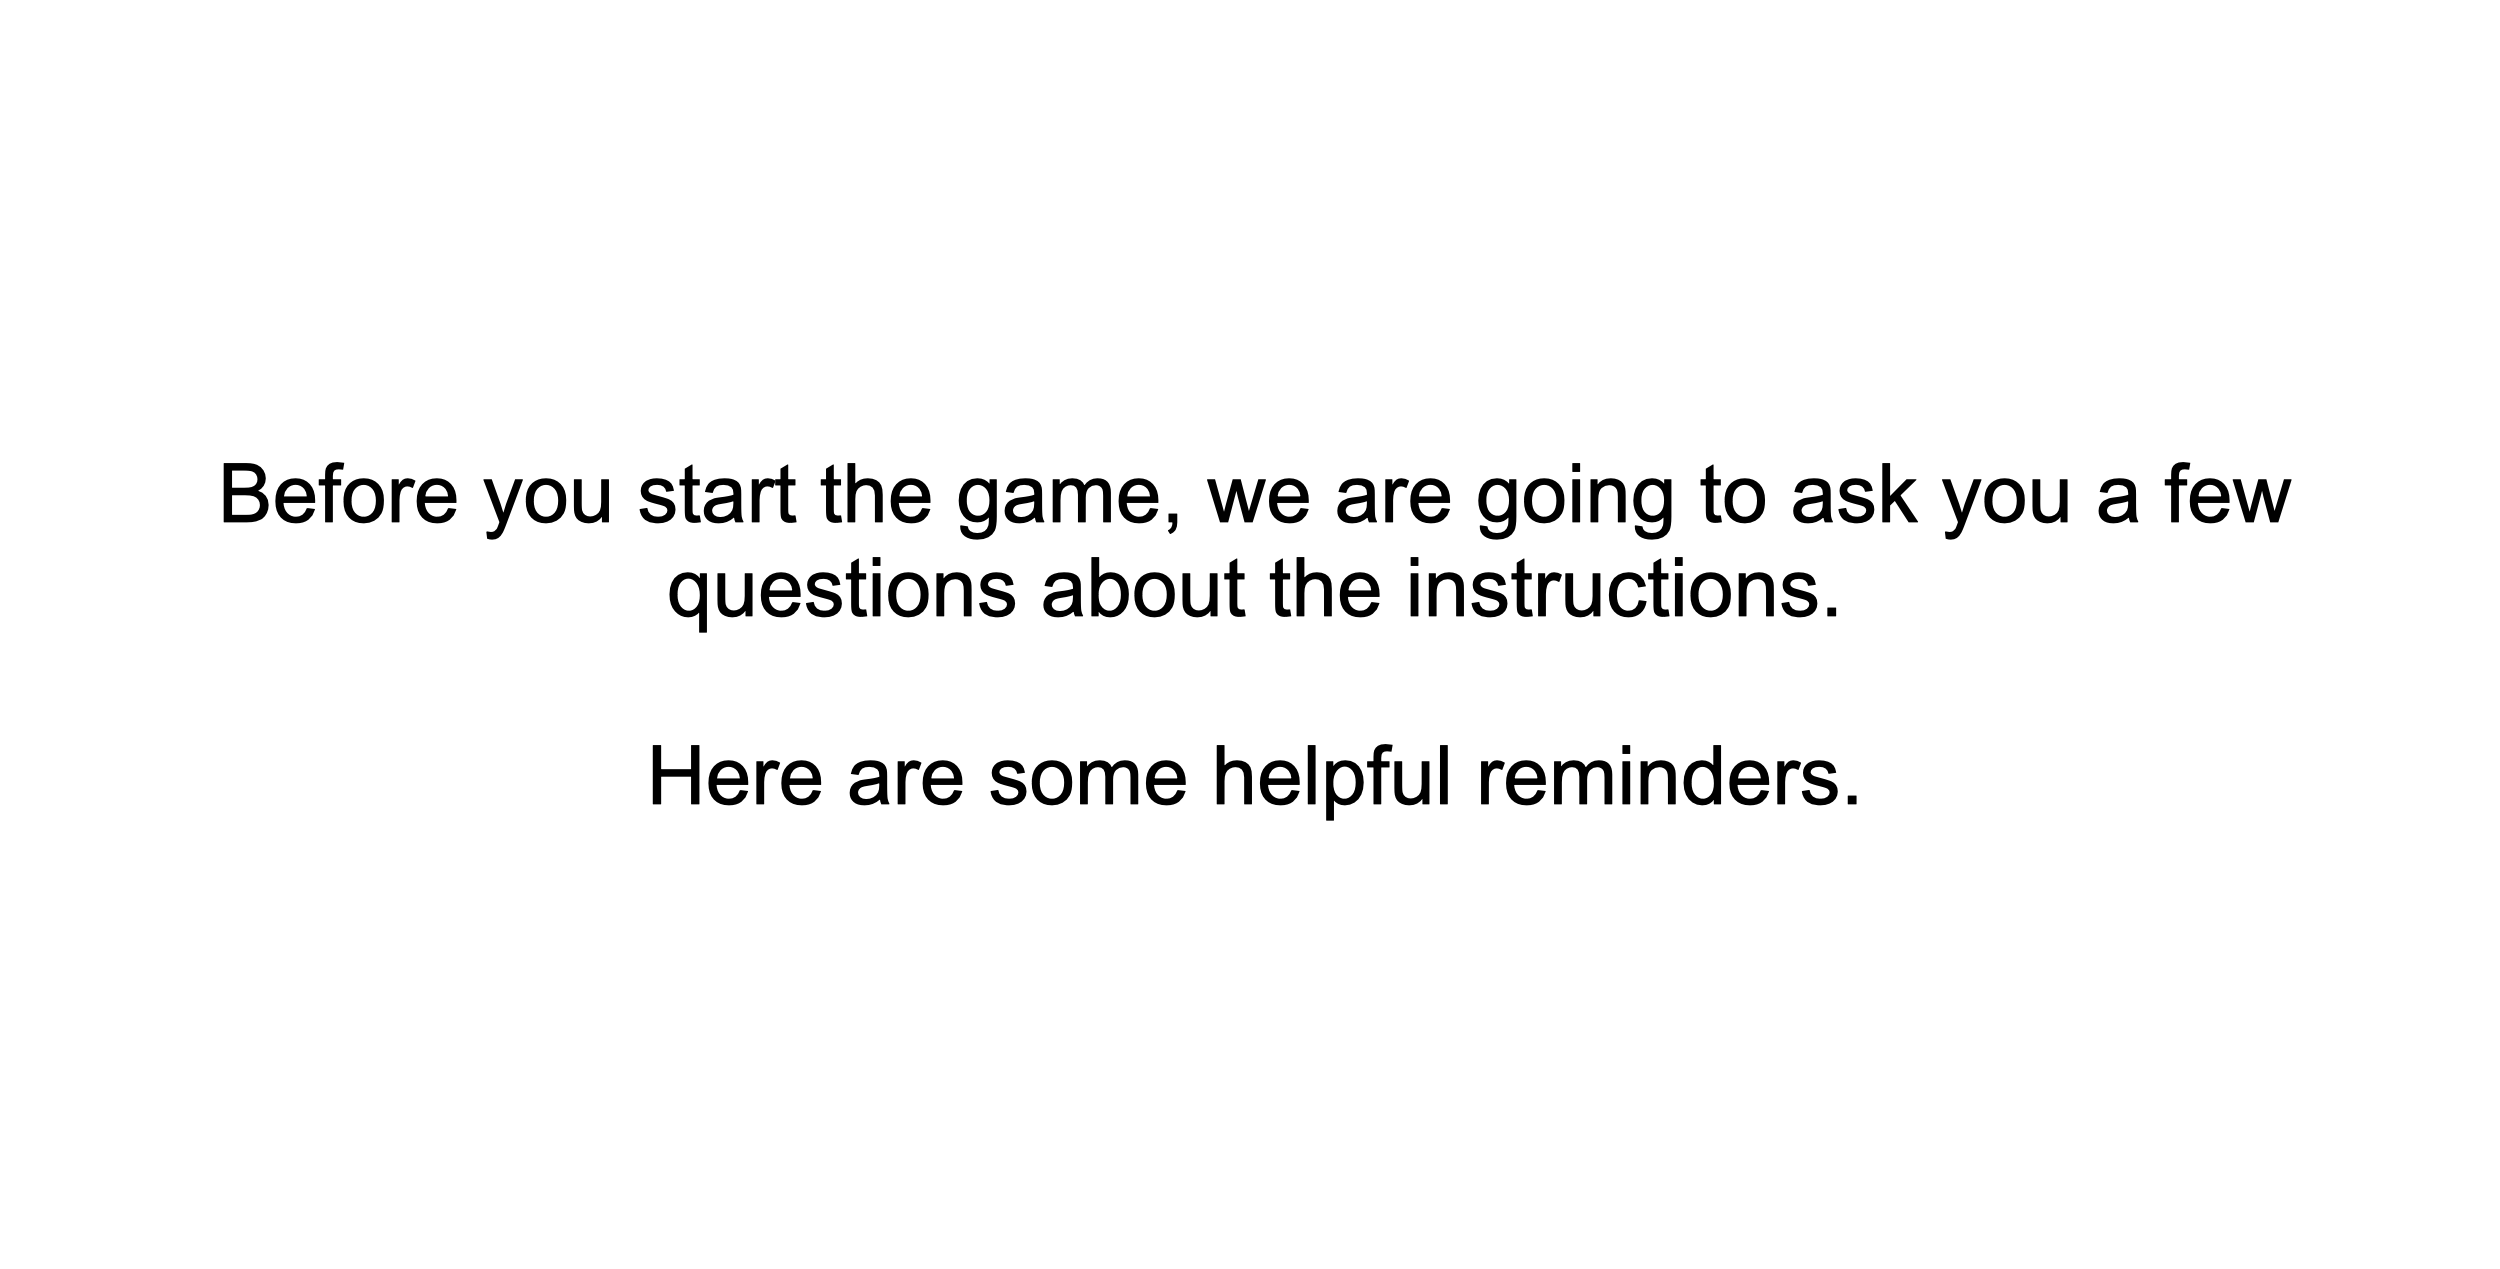 Before you start the game, we are going to ask you a few
questions about the instructions.
Here are some helpful reminders.